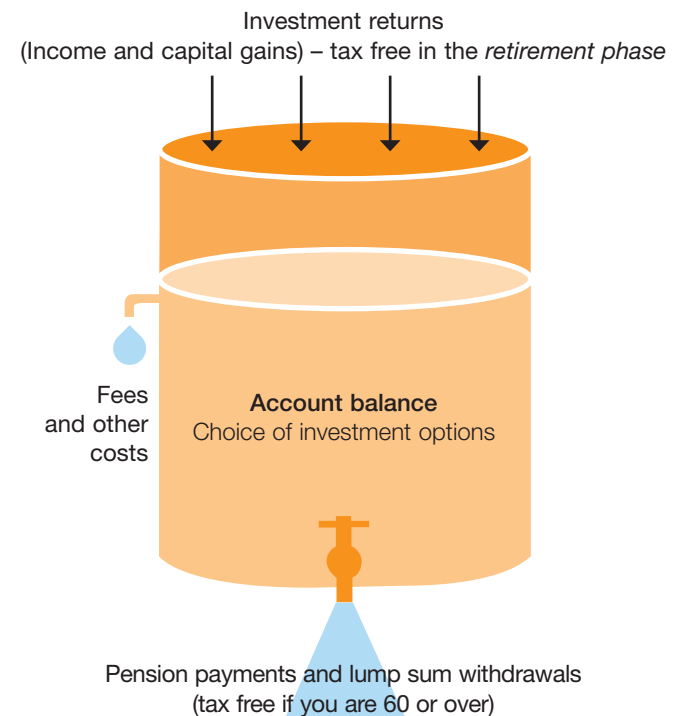 Investment returns
(Income and capital gains) – tax free in the retirement phase
Fees
and other
costs
Account balance
Choice of investment options
Pension payments and lump sum withdrawals
(tax free if you are 60 or over)